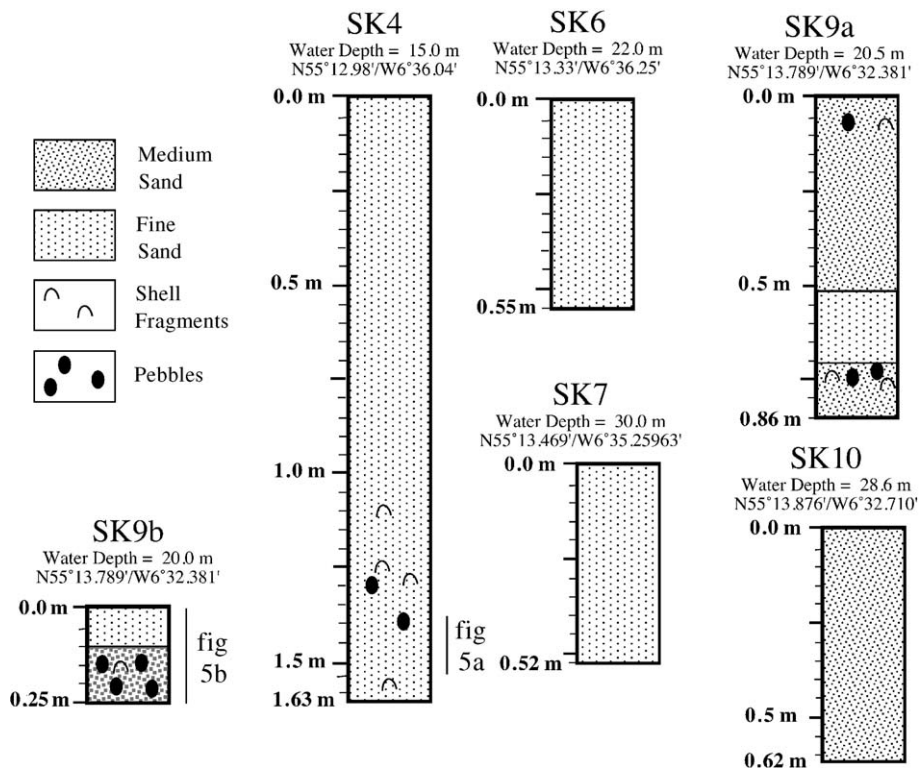 Medium
Sand
Fine
Sand
Shell
Fragments
Pebbles
SK4
Water Depth = 15.0 m
N55°12.98'/W6°36.04'
0.0 m
0.5 m
1.0 m
1.5 m
1.63 m
fig
5a
SK6
Water Depth = 22.0 m
N55°13.33'/W6°36.25'
0.0 m
0.55 m
SK7
Water Depth = 30.0 m
N55°13.469'/W6°35.25963'
0.0 m
0.52 m
SK9a
Water Depth = 20.5 m
N55°13.789'/W6°32.381'
0.0 m
0.5 m
0.86 m
SK10
Water Depth = 28.6 m
N55°13.876'/W6°32.710'
0.0 m
0.5 m
0.62 m
SK9b
Water Depth = 20.0 m
N55°13.789'/W6°32.381'
0.0 m
0.25 m
fig
5b